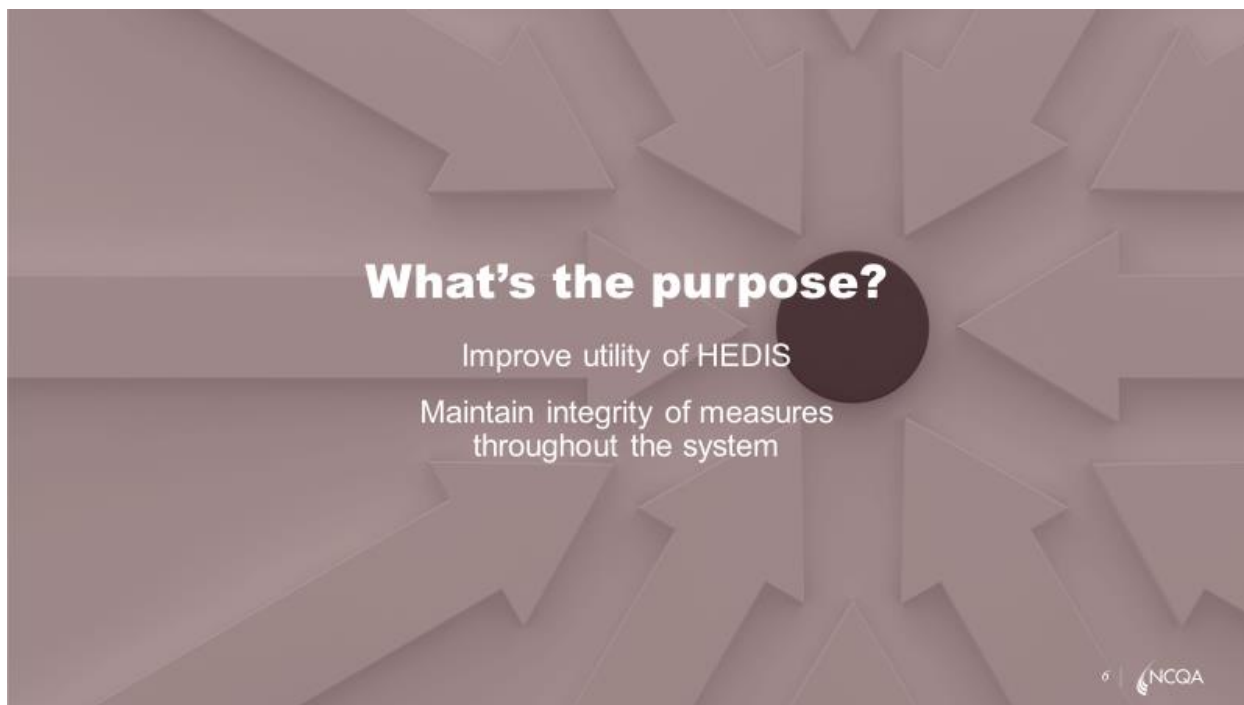 What’s the purpose?
Improve utility of HEDIS
Maintain integrity of measures
throughout the system
6 | NCQA